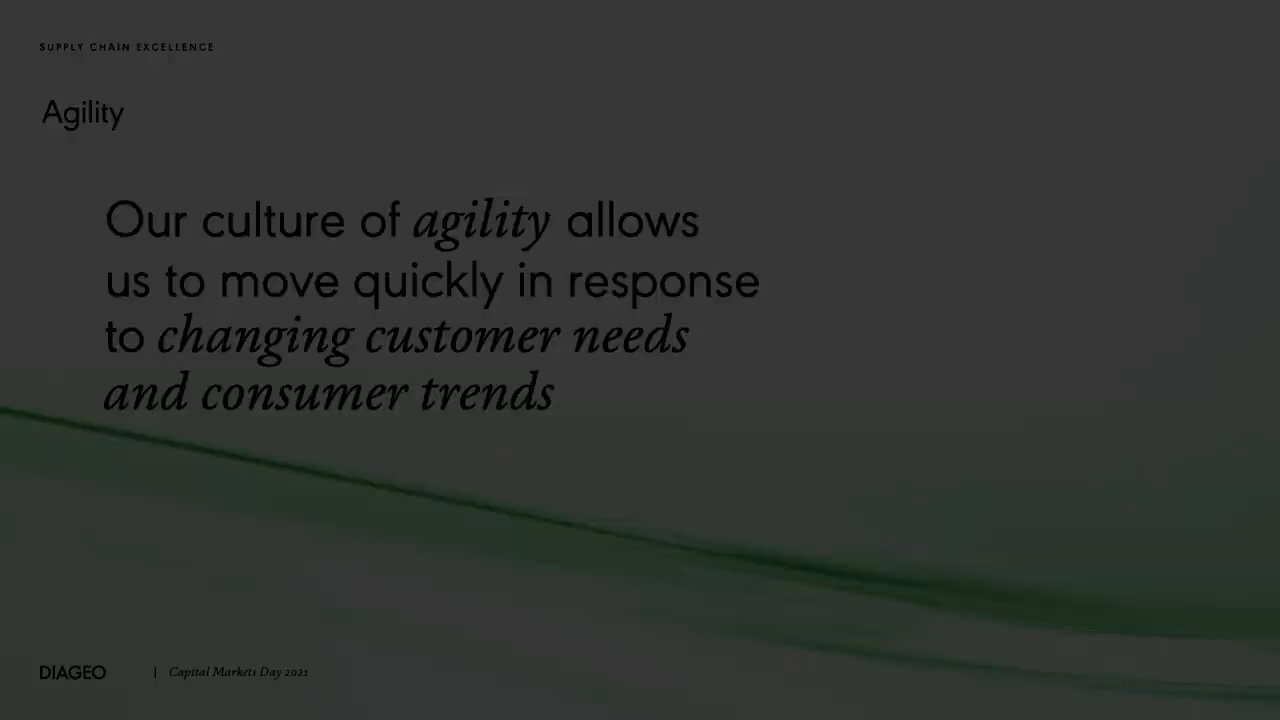 SUPPLY CHAIN EXCELLENCE
Agility
Our culture of agility allows
us to move quickly in response
to changing customer needs
and consumer trends
DIAGEO | Capital Markets Day 2021